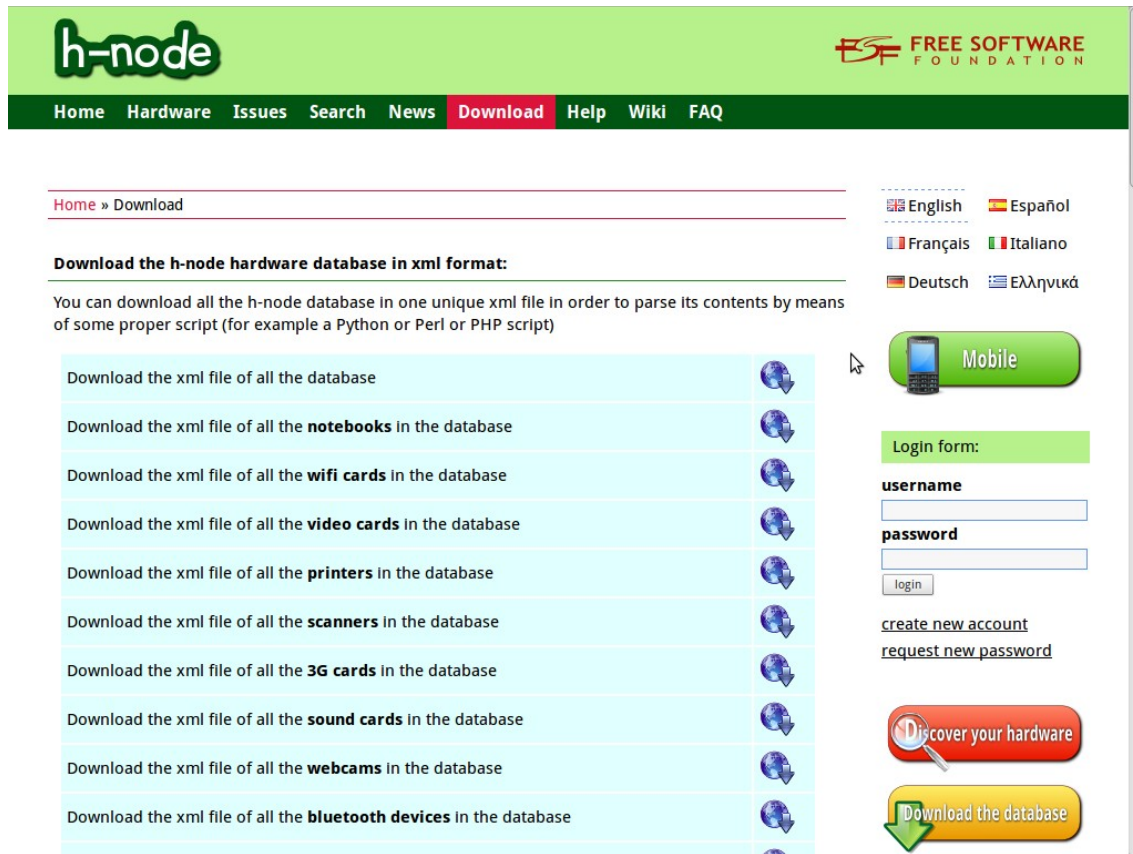 h-node
FSF FREE SOFTWARE
FOUNDATION
Home Hardware Issues Search News Download Help Wiki FAQ
Home » Download
Download the h-node hardware database in xml format:
You can download all the h-node database in one unique xml file in order to parse its contents by means
of some proper script (for example a Python or Perl or PHP script)
Download the xml file of all the database
Download the xml file of all the notebooks in the database
Download the xml file of all the wifi cards in the database
Download the xml file of all the video cards in the database
Download the xml file of all the printers in the database
Download the xml file of all the scanners in the database
Download the xml file of all the 3G cards in the database
Download the xml file of all the sound cards in the database
Download the xml file of all the webcams in the database
Download the xml file of all the bluetooth devices in the database
English Español
Français Italiano
Deutsch Ελληνικά
Mobile
Login form:
username
password
login
create new account
request new password
Discover your hardware
Download the database